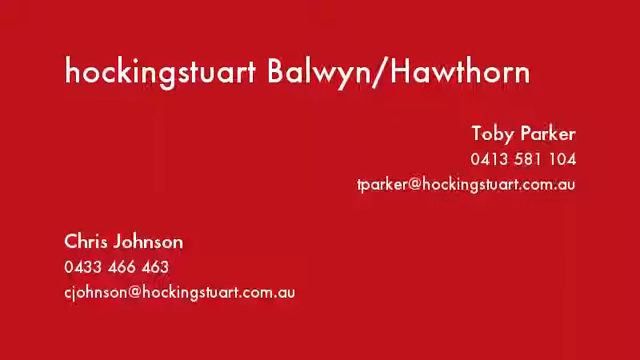 hockingstuart Balwyn/Hawthorn
Toby Parker
0413 581 104
tparker@hockingstuart.com.au
Chris Johnson
0433 466 463
cjohnson@hockingstuart.com.au